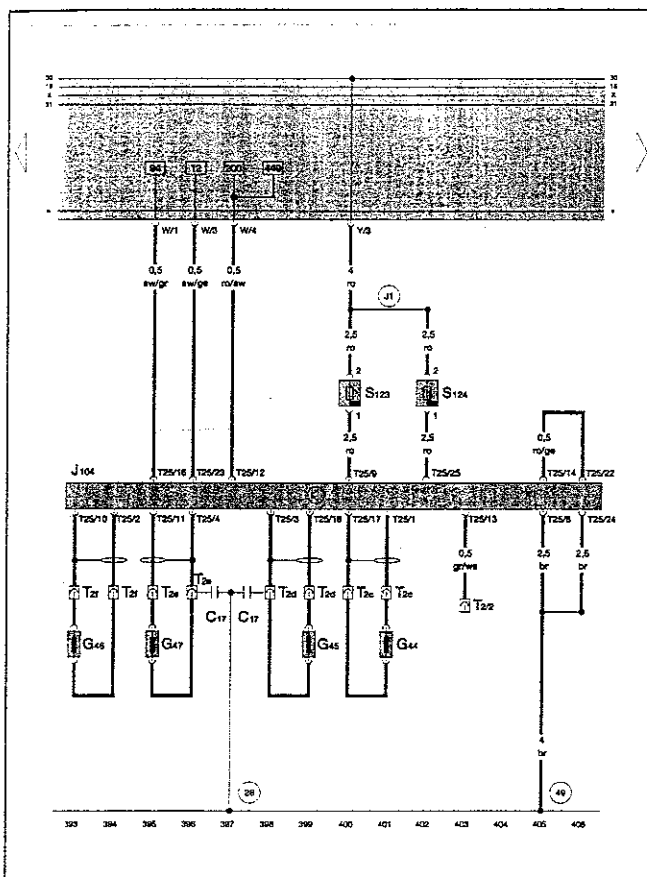 30 30
15
X X
31 31
94 12 300
W/1 W/3 W/4 Y/3
0,5 0,5 0,5 4
sw/gr sw/ge ro/sw ro
J1
2,5 2,5
ro ro
2 2
S123 S124
1 1
2,5 2,5 0,5
ro ro ro/ge
J104 T25/16 T25/23 T25/12 T25/9 T25/25 T25/14 T25/22
T25/10 T25/2 T25/11 T25/4 T25/3 T25/18 T25/17 T25/1 T25/13 T25/8 T25/24
0,5 2,5 2,5
gr/ws br br
T2f T2f T2e T2e T2d T2d T2c T2c T2/2
C17 C17
G46 G47 G45 G44
4
br
28 49
393 394 395 396 397 398 399 400 401 402 403 404 405 406